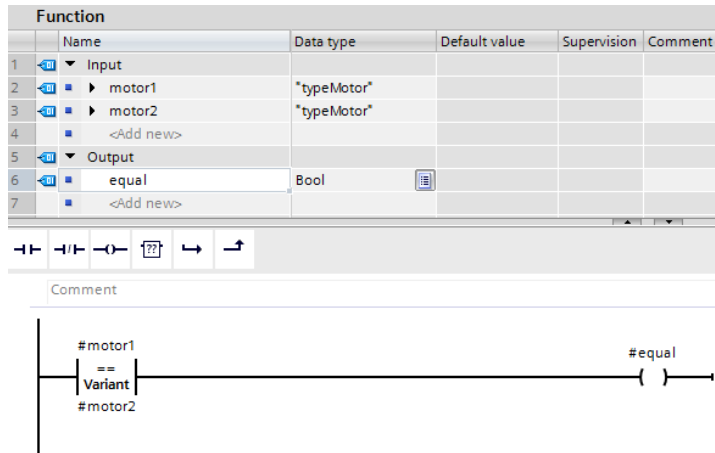 Function
Name Data type Default value Supervision Comment
1 Input
2 motor1 "typeMotor"
3 motor2 "typeMotor"
4 <Add new>
5 Output
6 equal Bool
7 <Add new>
??
Comment
#motor1 #equal
==
Variant
#motor2